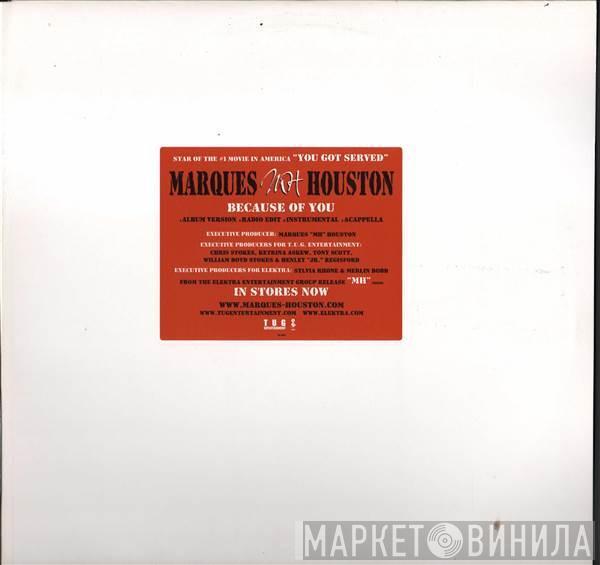 STAR OF THE #1 MOVIE IN AMERICA "YOU GOT SERVED"
MARQUES MH HOUSTON
BECAUSE OF YOU
•ALBUM VERSION •RADIO EDIT •INSTRUMENTAL •ACAPPELLA
EXECUTIVE PRODUCER: MARQUES "MH" HOUSTON
EXECUTIVE PRODUCERS FOR T.U.G. ENTERTAINMENT:
CHRIS STOKES, KETRINA ASKEW, TONY SCOTT,
WILLIAM BOYD STOKES & HENLEY "JR." REGISFORD
EXECUTIVE PRODUCERS FOR ELEKTRA: SYLVIA RHONE & MERLIN BOBB
FROM THE ELEKTRA ENTERTAINMENT GROUP RELEASE "MH"
IN STORES NOW
WWW.MARQUES-HOUSTON.COM
WWW.TUGENTERTAINMENT.COM WWW.ELEKTRA.COM
TUG
ENTERTAINMENT
МАРКЕТ ВИНИЛА